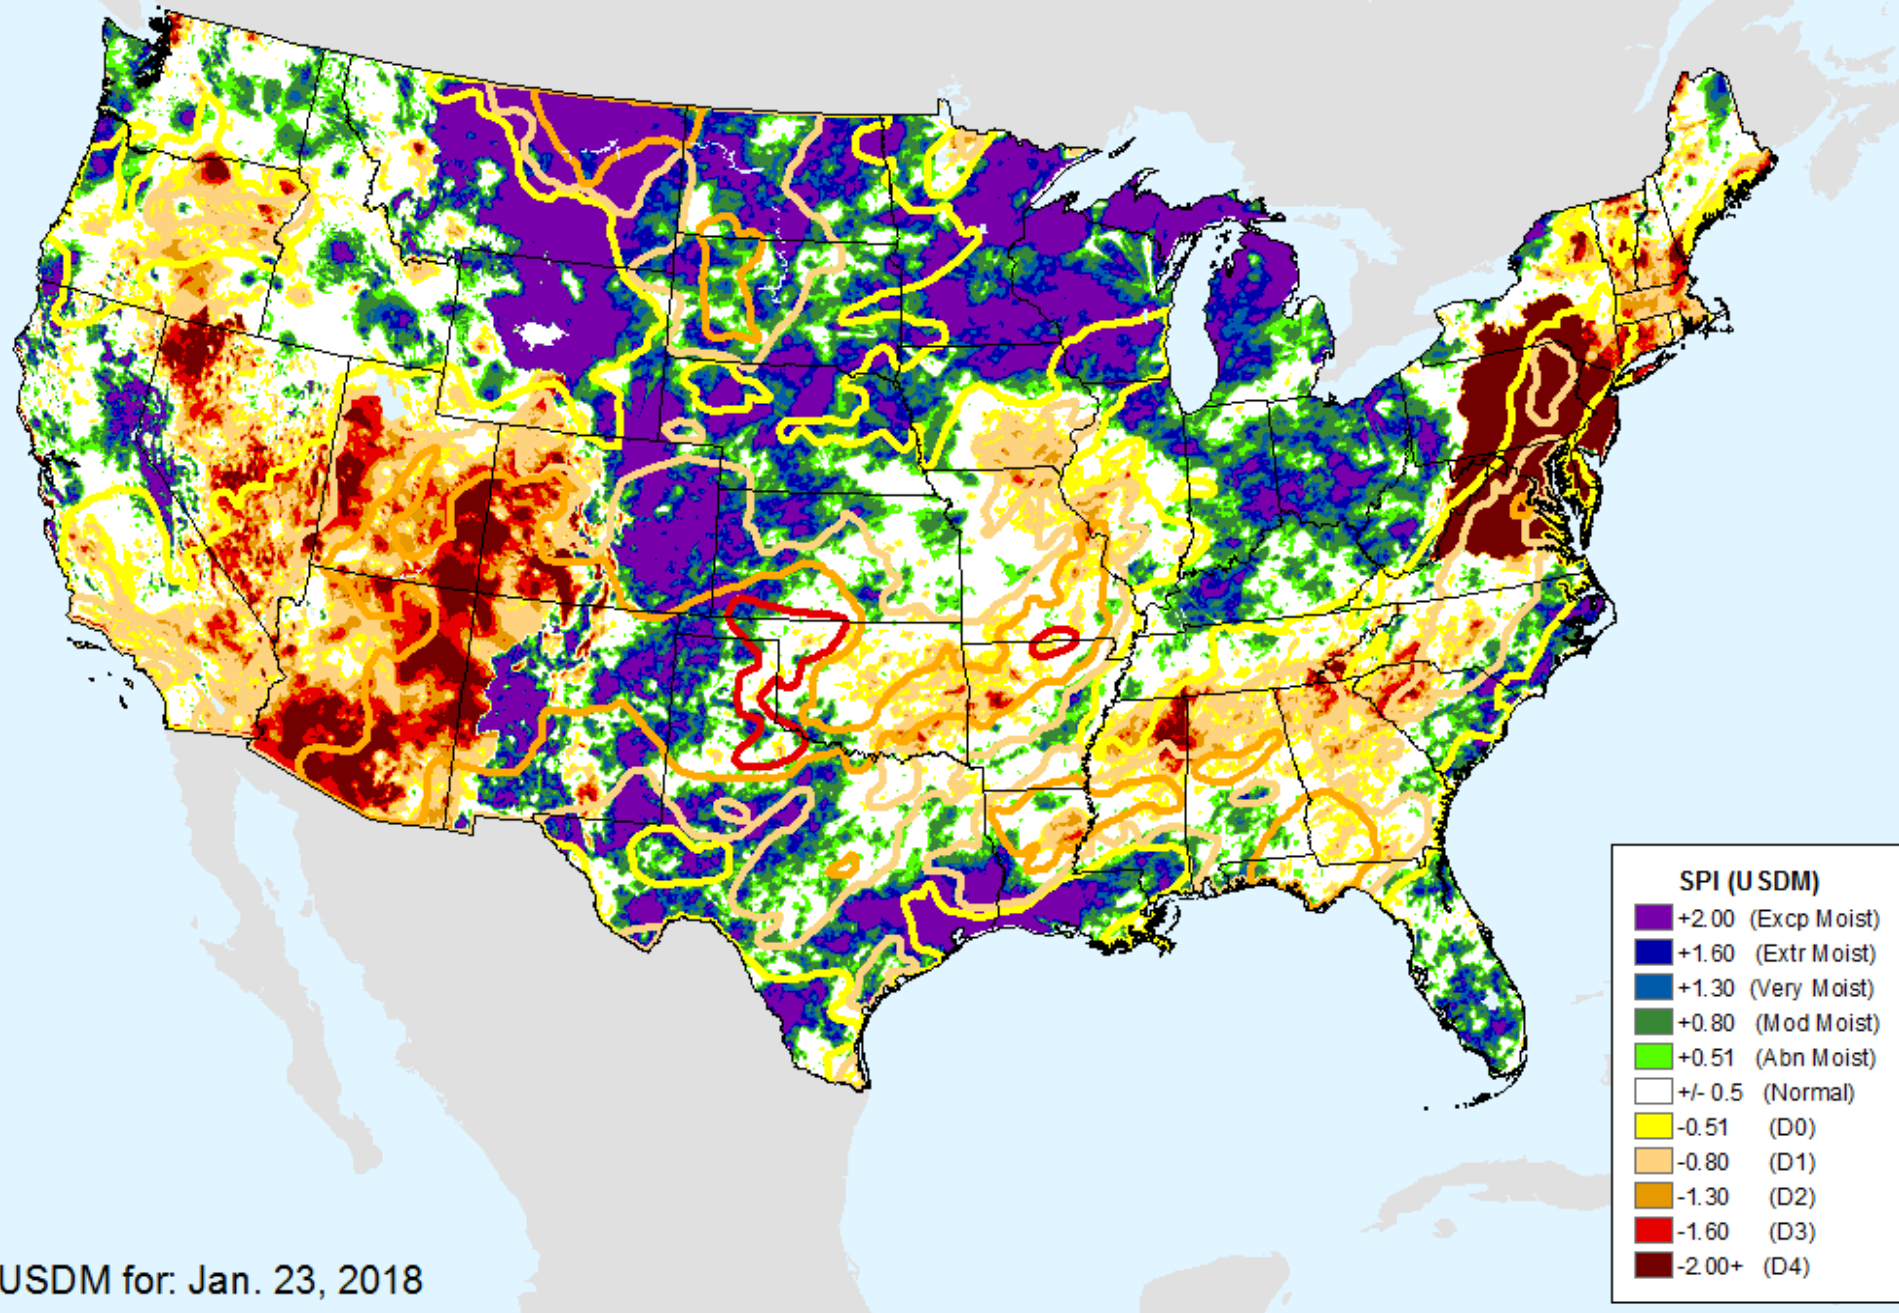 SPI (USDM)
+2.00 (Excp Moist)
+1.60 (Extr Moist)
+1.30 (Very Moist)
+0.80 (Mod Moist)
+0.51 (Abn Moist)
+/- 0.5 (Normal)
-0.51 (D0)
-0.80 (D1)
-1.30 (D2)
-1.60 (D3)
-2.00+ (D4)
USDM for: Jan. 23, 2018